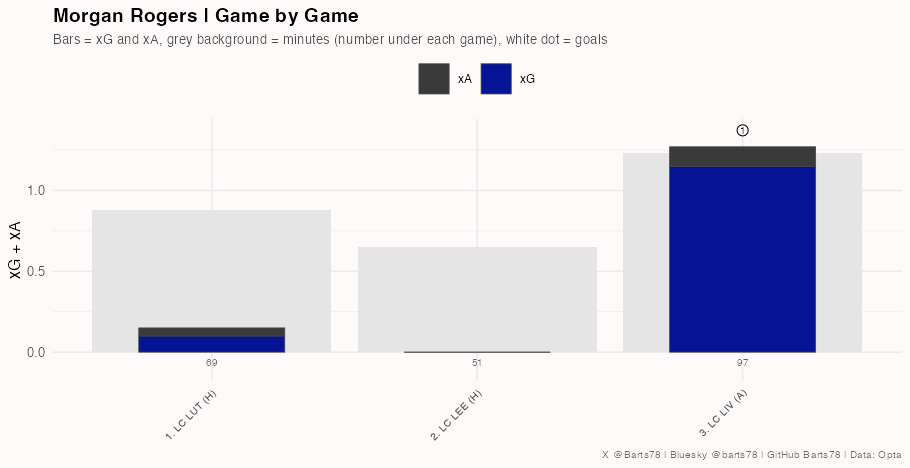 Morgan Rogers | Game by Game
Bars = xG and xA, grey background = minutes (number under each game), white dot = goals
xA xG
1
xG + xA
1.0
0.5
0.0
69 51 97
1. LC LUT (H) 2. LC LEE (H) 3. LC LIV (A)
X @Barts78 | Bluesky @barts78 | GitHub Barts78 | Data: Opta